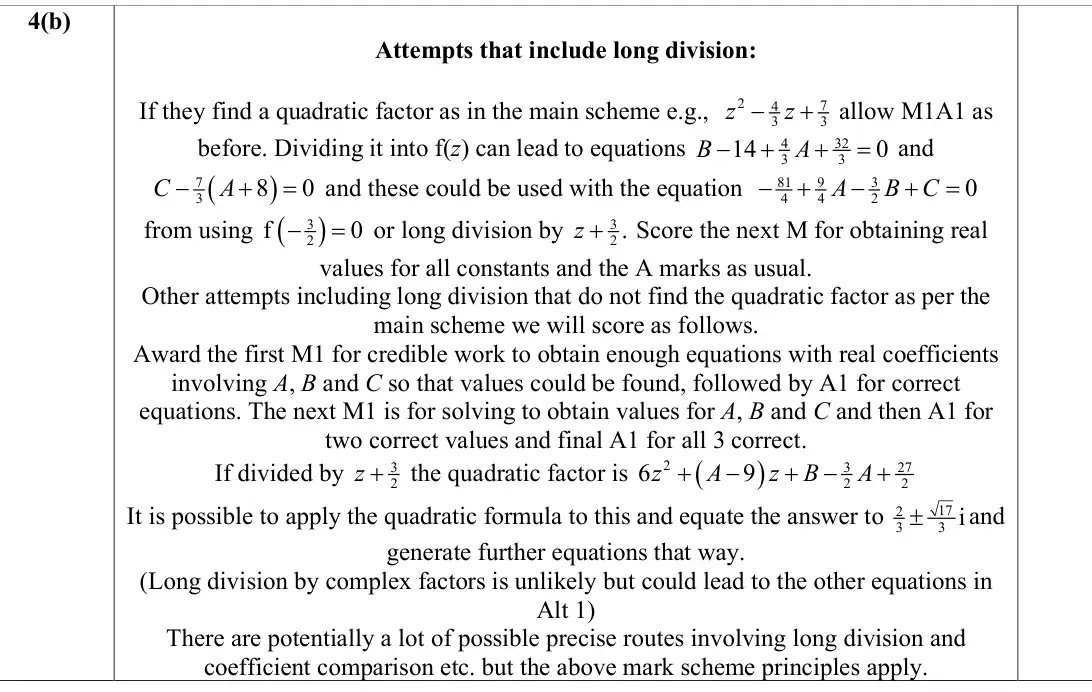 4(b)
Attempts that include long division:
If they find a quadratic factor as in the main scheme e.g., z² − 4/3 z + 7/3 allow M1A1 as
before. Dividing it into f(z) can lead to equations B − 14 + 4/3 A + 32/3 = 0 and
C − 7/3 (A + 8) = 0 and these could be used with the equation − 81/4 + 9/4 A − 3/2 B + C = 0
from using f(− 3/2) = 0 or long division by z + 3/2. Score the next M for obtaining real
values for all constants and the A marks as usual.
Other attempts including long division that do not find the quadratic factor as per the
main scheme we will score as follows.
Award the first M1 for credible work to obtain enough equations with real coefficients
involving A, B and C so that values could be found, followed by A1 for correct
equations. The next M1 is for solving to obtain values for A, B and C and then A1 for
two correct values and final A1 for all 3 correct.
If divided by z + 3/2 the quadratic factor is 6z² + (A − 9)z + B − 3/2 A + 27/2
It is possible to apply the quadratic formula to this and equate the answer to 2/3 ± √17/3 i and
generate further equations that way.
(Long division by complex factors is unlikely but could lead to the other equations in
Alt 1)
There are potentially a lot of possible precise routes involving long division and
coefficient comparison etc. but the above mark scheme principles apply.